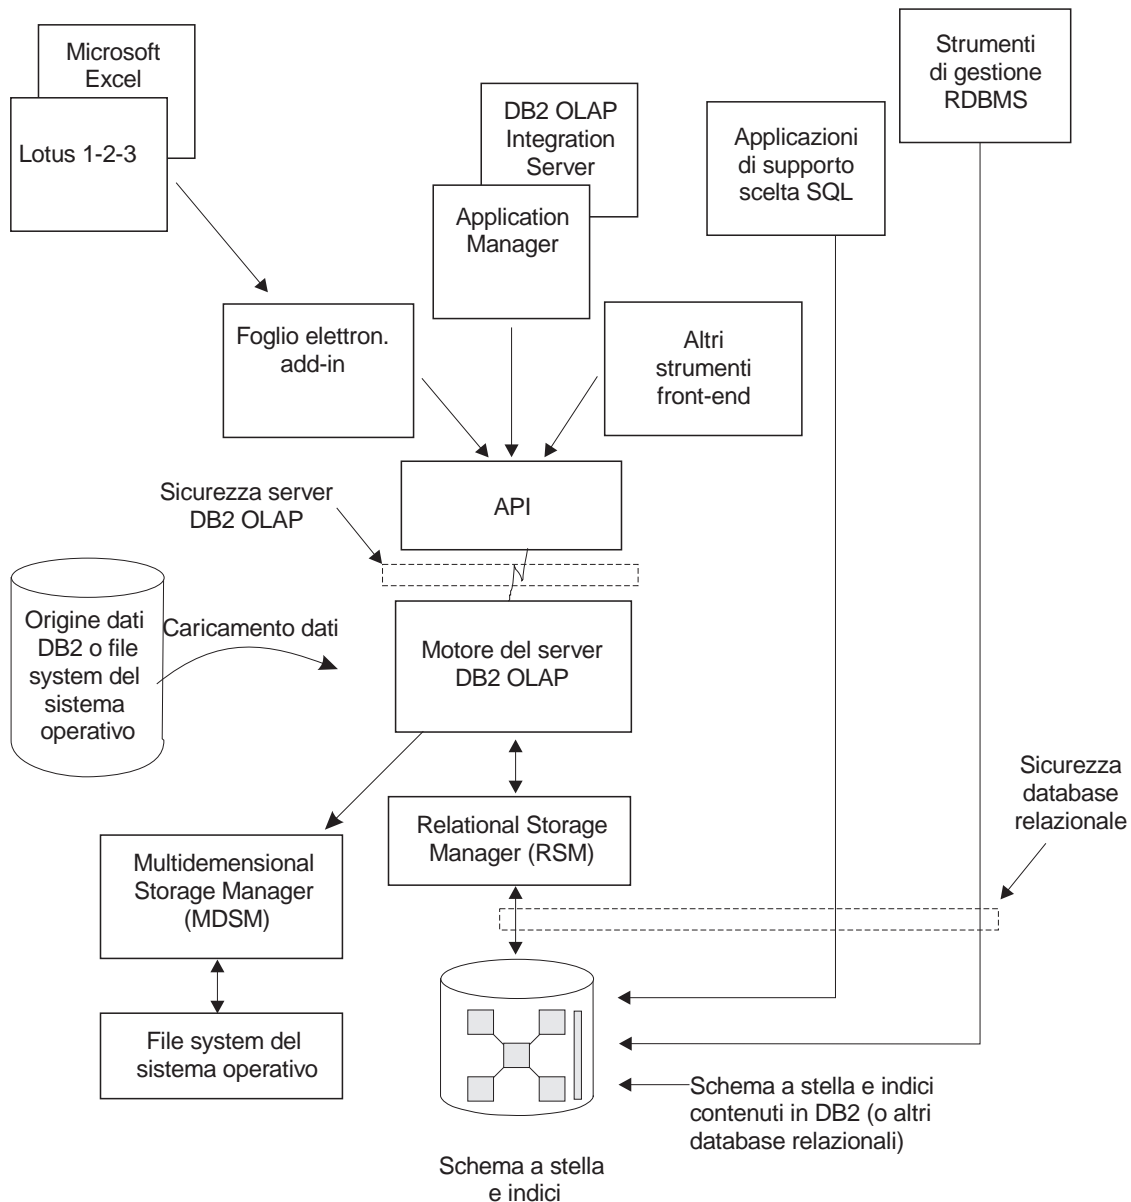 Microsoft
Excel
Lotus 1-2-3
DB2 OLAP
Integration
Server
Application
Manager
Applicazioni
di supporto
scelta SQL
Strumenti
di gestione
RDBMS
Foglio elettron.
add-in
Altri
strumenti
front-end
Sicurezza server
DB2 OLAP
API
Origine dati
DB2 o file
system del
sistema
operativo
Caricamento dati
Motore del server
DB2 OLAP
Sicurezza
database
relazionale
Relational Storage
Manager (RSM)
Multidemensional
Storage Manager
(MDSM)
File system del
sistema operativo
Schema a stella e indici
contenuti in DB2 (o altri
database relazionali)
Schema a stella
e indici